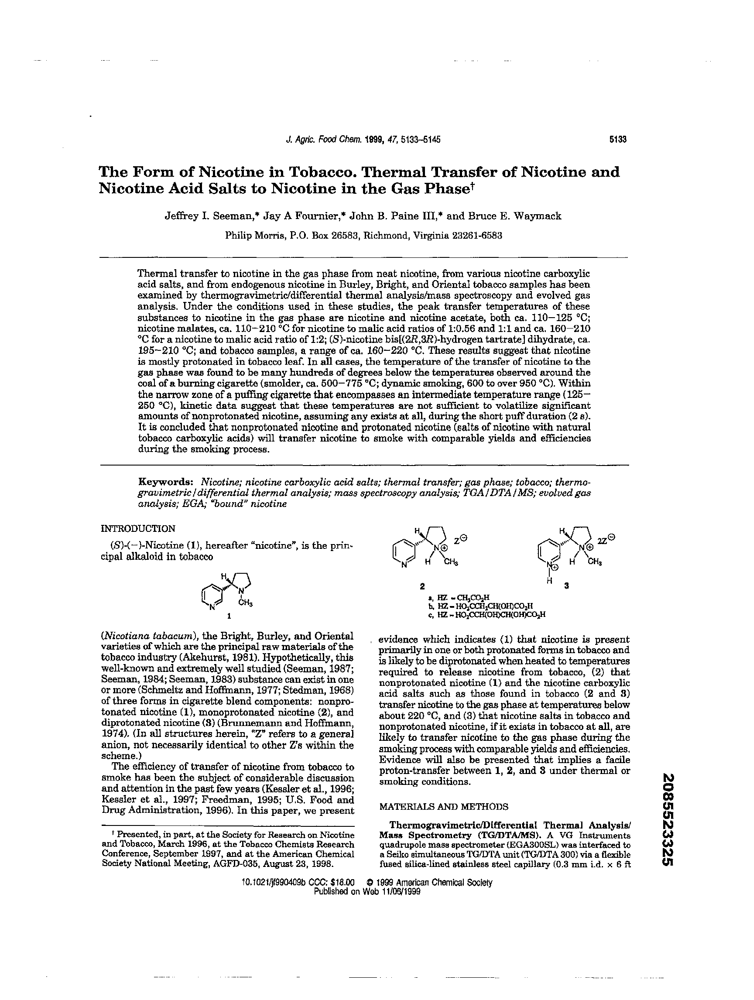 J. Agric. Food Chem. 1999, 47, 5133–5145
5133
The Form of Nicotine in Tobacco. Thermal Transfer of Nicotine and
Nicotine Acid Salts to Nicotine in the Gas Phase†
Jeffrey I. Seeman,* Jay A Fournier,* John B. Paine III,* and Bruce E. Waymack
Philip Morris, P.O. Box 26583, Richmond, Virginia 23261-6583
Thermal transfer to nicotine in the gas phase from neat nicotine, from various nicotine carboxylic
acid salts, and from endogenous nicotine in Burley, Bright, and Oriental tobacco samples has been
examined by thermogravimetric/differential thermal analysis/mass spectroscopy and evolved gas
analysis. Under the conditions used in these studies, the peak transfer temperatures of these
substances to nicotine in the gas phase are nicotine and nicotine acetate, both ca. 110–125 °C;
nicotine malates, ca. 110–210 °C for nicotine to malic acid ratios of 1:0.56 and 1:1 and ca. 160–210
°C for a nicotine to malic acid ratio of 1:2; (S)-nicotine bis[(2R,3R)-hydrogen tartrate] dihydrate, ca.
195–210 °C; and tobacco samples, a range of ca. 160–220 °C. These results suggest that nicotine
is mostly protonated in tobacco leaf. In all cases, the temperature of the transfer of nicotine to the
gas phase was found to be many hundreds of degrees below the temperatures observed around the
coal of a burning cigarette (smolder, ca. 500–775 °C; dynamic smoking, 600 to over 950 °C). Within
the narrow zone of a puffing cigarette that encompasses an intermediate temperature range (125–
250 °C), kinetic data suggest that these temperatures are not sufficient to volatilize significant
amounts of nonprotonated nicotine, assuming any exists at all, during the short puff duration (2 s).
It is concluded that nonprotonated nicotine and protonated nicotine (salts of nicotine with natural
tobacco carboxylic acids) will transfer nicotine to smoke with comparable yields and efficiencies
during the smoking process.
Keywords: Nicotine; nicotine carboxylic acid salts; thermal transfer; gas phase; tobacco; thermo-
gravimetric/differential thermal analysis; mass spectroscopy analysis; TGA/DTA/MS; evolved gas
analysis; EGA; "bound" nicotine
INTRODUCTION
(S)-(−)-Nicotine (1), hereafter "nicotine", is the prin-
cipal alkaloid in tobacco
H
N
N
CH₃
1
(Nicotiana tabacum), the Bright, Burley, and Oriental
varieties of which are the principal raw materials of the
tobacco industry (Akehurst, 1981). Hypothetically, this
well-known and extremely well studied (Seeman, 1987;
Seeman, 1984; Seeman, 1983) substance can exist in one
or more (Schmeltz and Hoffmann, 1977; Stedman, 1968)
of three forms in cigarette blend components: nonpro-
tonated nicotine (1), monoprotonated nicotine (2), and
diprotonated nicotine (3) (Brunnemann and Hoffmann,
1974). (In all structures herein, "Z" refers to a general
anion, not necessarily identical to other Z's within the
scheme.)
The efficiency of transfer of nicotine from tobacco to
smoke has been the subject of considerable discussion
and attention in the past few years (Kessler et al., 1996;
Kessler et al., 1997; Freedman, 1995; U.S. Food and
Drug Administration, 1996). In this paper, we present
† Presented, in part, at the Society for Research on Nicotine
and Tobacco, March 1996, at the Tobacco Chemists Research
Conference, September 1997, and at the American Chemical
Society National Meeting, AGFD-035, August 23, 1998.
H
N⊕
Z⊖
N
H
CH₃
2
H
N⊕
2Z⊖
N⊕
H
CH₃
H
3
a, HZ = CH₃CO₂H
b, HZ = HO₂CCH₂CH(OH)CO₂H
c, HZ = HO₂CCH(OH)CH(OH)CO₂H
evidence which indicates (1) that nicotine is present
primarily in one or both protonated forms in tobacco and
is likely to be diprotonated when heated to temperatures
required to release nicotine from tobacco, (2) that
nonprotonated nicotine (1) and the nicotine carboxylic
acid salts such as those found in tobacco (2 and 3)
transfer nicotine to the gas phase at temperatures below
about 220 °C, and (3) that nicotine salts in tobacco and
nonprotonated nicotine, if it exists in tobacco at all, are
likely to transfer nicotine to the gas phase during the
smoking process with comparable yields and efficiencies.
Evidence will also be presented that implies a facile
proton-transfer between 1, 2, and 3 under thermal or
smoking conditions.
MATERIALS AND METHODS
Thermogravimetric/Differential Thermal Analysis/
Mass Spectrometry (TG/DTA/MS). A VG Instruments
quadrupole mass spectrometer (EGA300SL) was interfaced to
a Seiko simultaneous TG/DTA unit (TG/DTA 300) via a flexible
fused silica-lined stainless steel capillary (0.3 mm i.d. × 6 ft
10.1021/jf990409b CCC: $18.00 © 1999 American Chemical Society
Published on Web 11/06/1999
2085523325